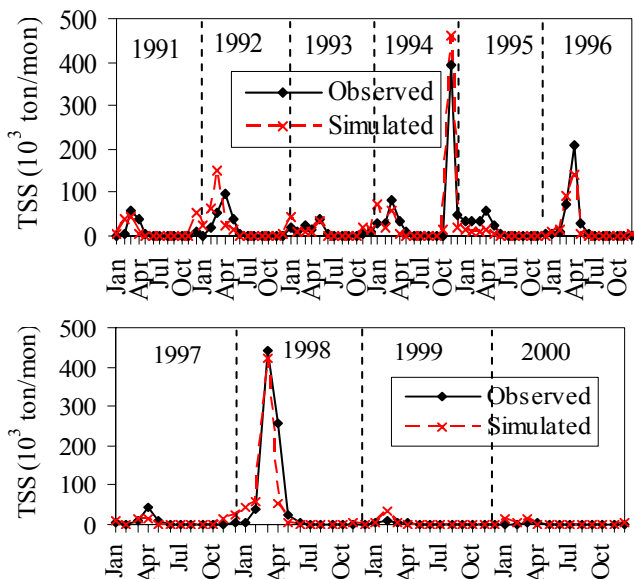 TSS (10³ ton/mon)
500
400
300
200
100
0
1991 1992 1993 1994 1995 1996
Observed
Simulated
Jan Apr Jul Oct Jan Apr Jul Oct Jan Apr Jul Oct Jan Apr Jul Oct Jan Apr Jul Oct Jan Apr Jul Oct
TSS (10³ ton/mon)
500
400
300
200
100
0
1997 1998 1999 2000
Observed
Simulated
Jan Apr Jul Oct Jan Apr Jul Oct Jan Apr Jul Oct Jan Apr Jul Oct